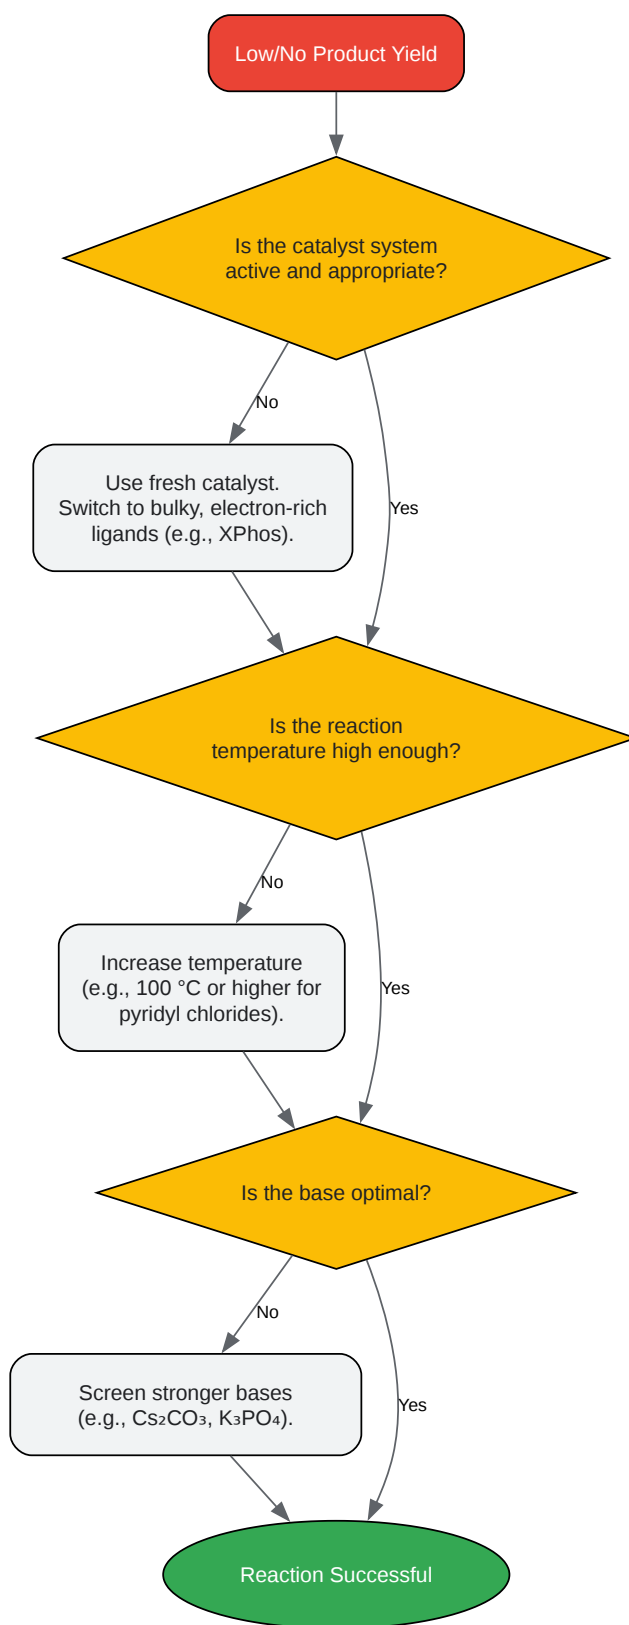 Low/No Product Yield
Is the catalyst system
active and appropriate?
No
Yes
Use fresh catalyst.
Switch to bulky, electron-rich
ligands (e.g., XPhos).
Is the reaction
temperature high enough?
No
Yes
Increase temperature
(e.g., 100 °C or higher for
pyridyl chlorides).
Is the base optimal?
No
Yes
Screen stronger bases
(e.g., Cs₂CO₃, K₃PO₄).
Reaction Successful